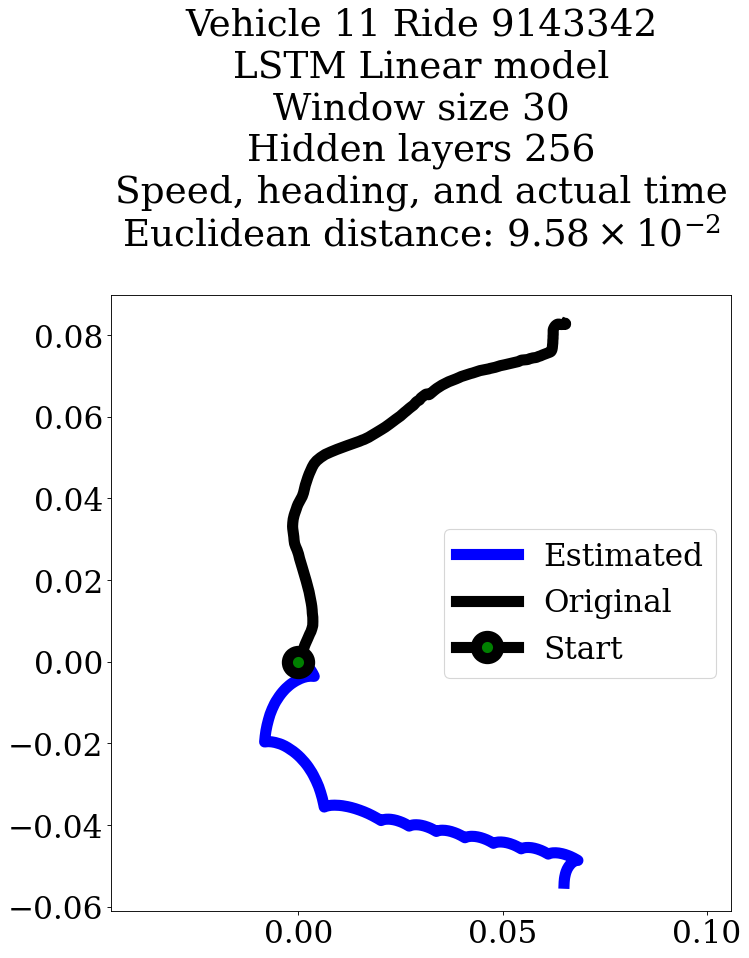 Vehicle 11 Ride 9143342
LSTM Linear model
Window size 30
Hidden layers 256
Speed, heading, and actual time
Euclidean distance: 9.58 × 10⁻²
0.08
0.06
0.04
0.02
0.00
−0.02
−0.04
−0.06
Estimated
Original
Start
0.00 0.05 0.10